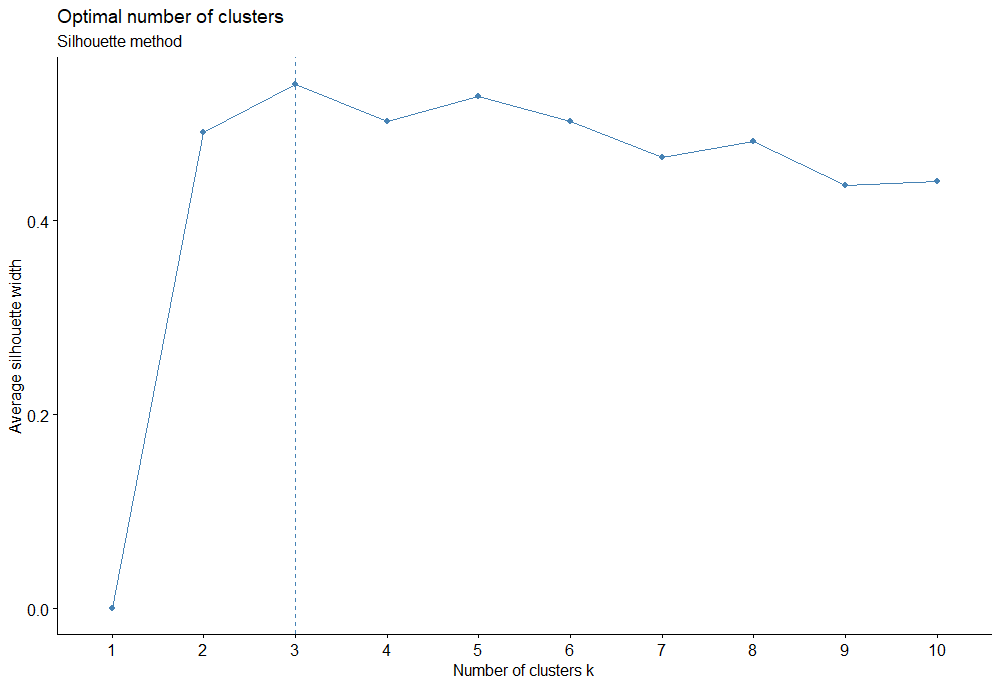 Optimal number of clusters
Silhouette method
Average silhouette width
0.4
0.2
0.0
1 2 3 4 5 6 7 8 9 10
Number of clusters k